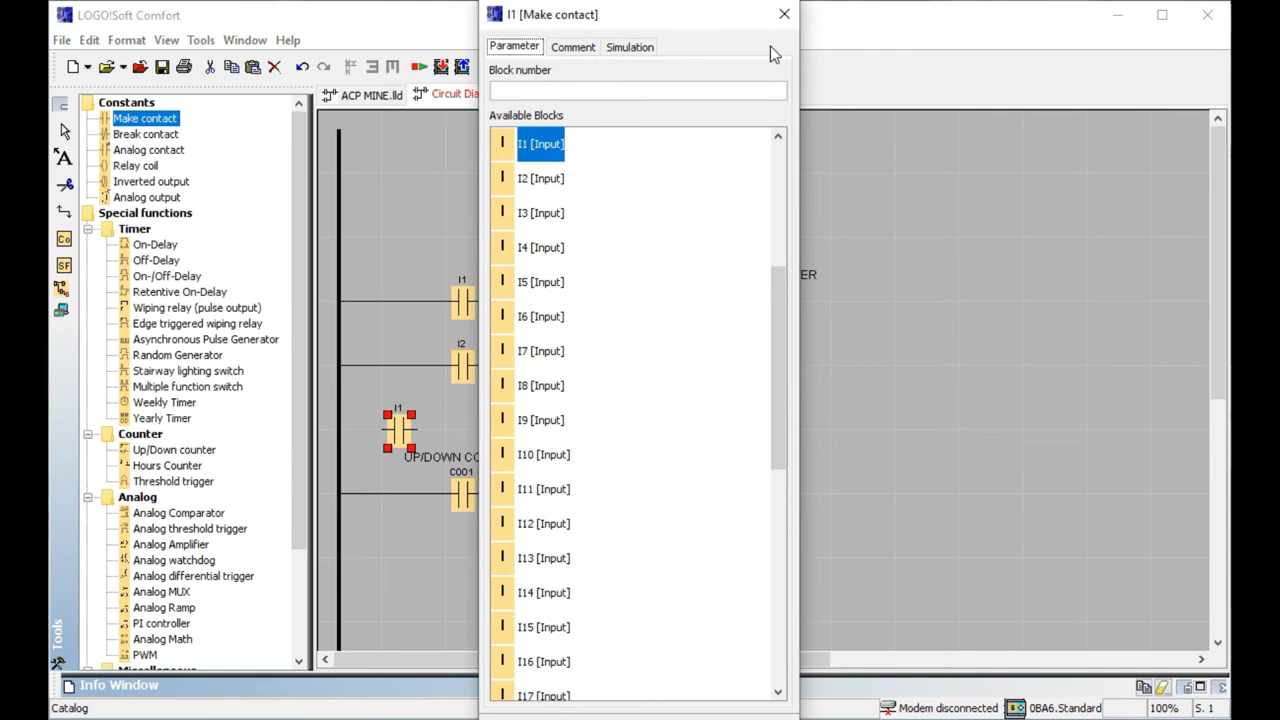 LOGO!Soft Comfort
File Edit Format View Tools Window Help
ACP MINE.lld
Circuit Dia
Constants
Make contact
Break contact
Analog contact
Relay coil
Inverted output
Analog output
Special functions
Timer
On-Delay
Off-Delay
On-/Off-Delay
Retentive On-Delay
Wiping relay (pulse output)
Edge triggered wiping relay
Asynchronous Pulse Generator
Random Generator
Stairway lighting switch
Multiple function switch
Weekly Timer
Yearly Timer
Counter
Up/Down counter
Hours Counter
Threshold trigger
Analog
Analog Comparator
Analog threshold trigger
Analog Amplifier
Analog watchdog
Analog differential trigger
Analog MUX
Analog Ramp
PI controller
Analog Math
PWM
Tools
Co
SF
I1
I2
I1
UP/DOWN CO
C001
ER
I1 [Make contact]
Parameter Comment Simulation
Block number
Available Blocks
I I1 [Input]
I I2 [Input]
I I3 [Input]
I I4 [Input]
I I5 [Input]
I I6 [Input]
I I7 [Input]
I I8 [Input]
I I9 [Input]
I I10 [Input]
I I11 [Input]
I I12 [Input]
I I13 [Input]
I I14 [Input]
I I15 [Input]
I I16 [Input]
I I17 [Input]
Info Window
Catalog
Modem disconnected
0BA6.Standard
100%
S. 1